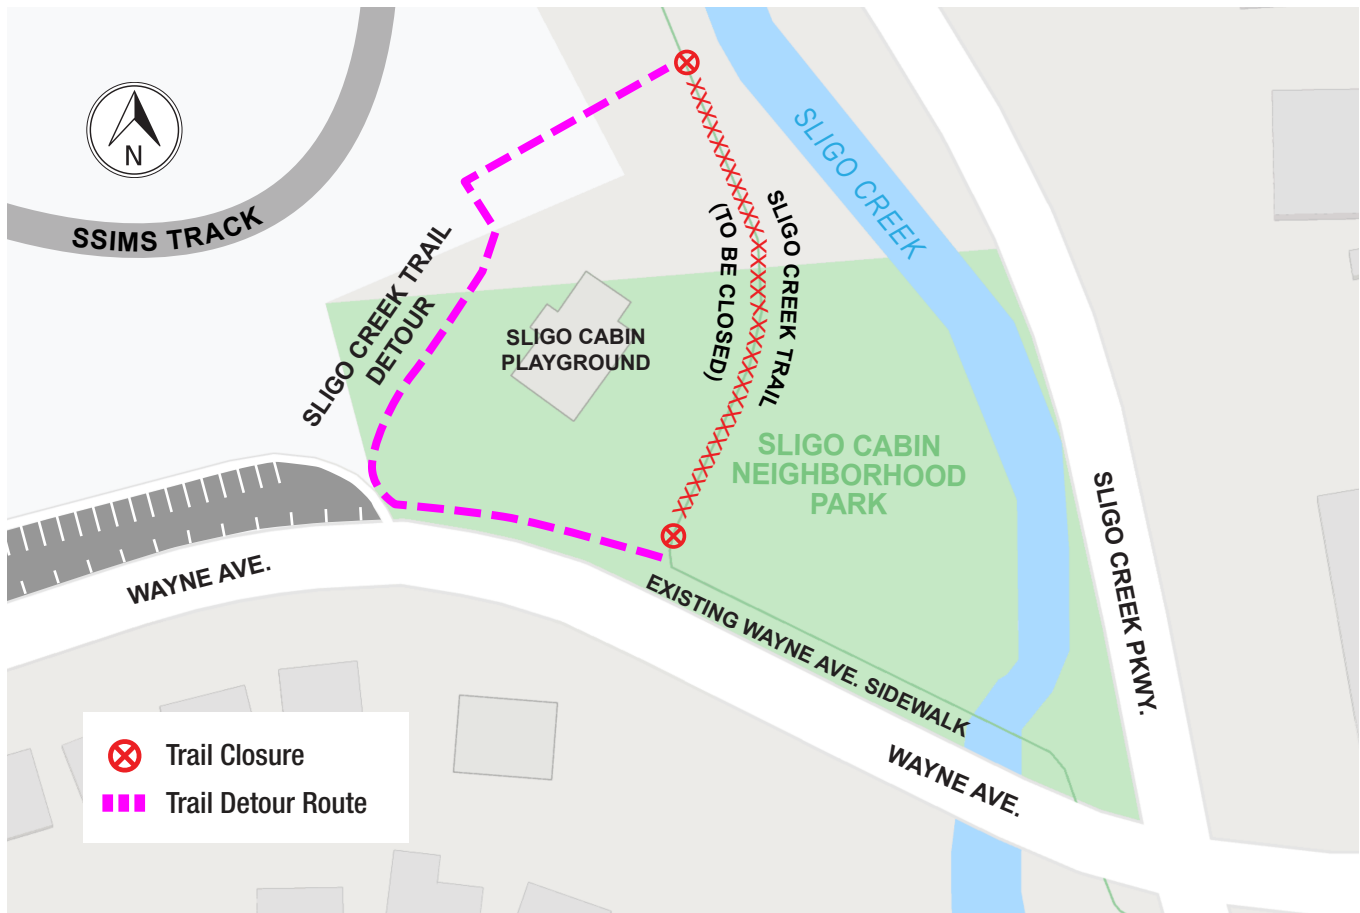 SLIGO CREEK
N
SSIMS TRACK
SLIGO CREEK TRAIL
DETOUR
SLIGO CREEK TRAIL
(TO BE CLOSED)
SLIGO CABIN
PLAYGROUND
SLIGO CABIN
NEIGHBORHOOD
PARK
SLIGO CREEK PKWY.
WAYNE AVE.
EXISTING WAYNE AVE. SIDEWALK
WAYNE AVE.
Trail Closure
Trail Detour Route